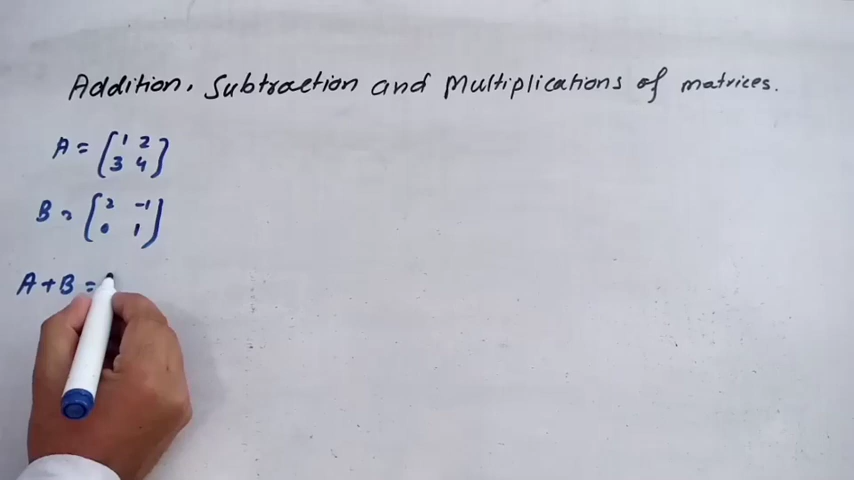 Addition, Subtraction and Multiplications of matrices.
A = [1 2
3 4]
B = [2 -1
0 1]
A+B =